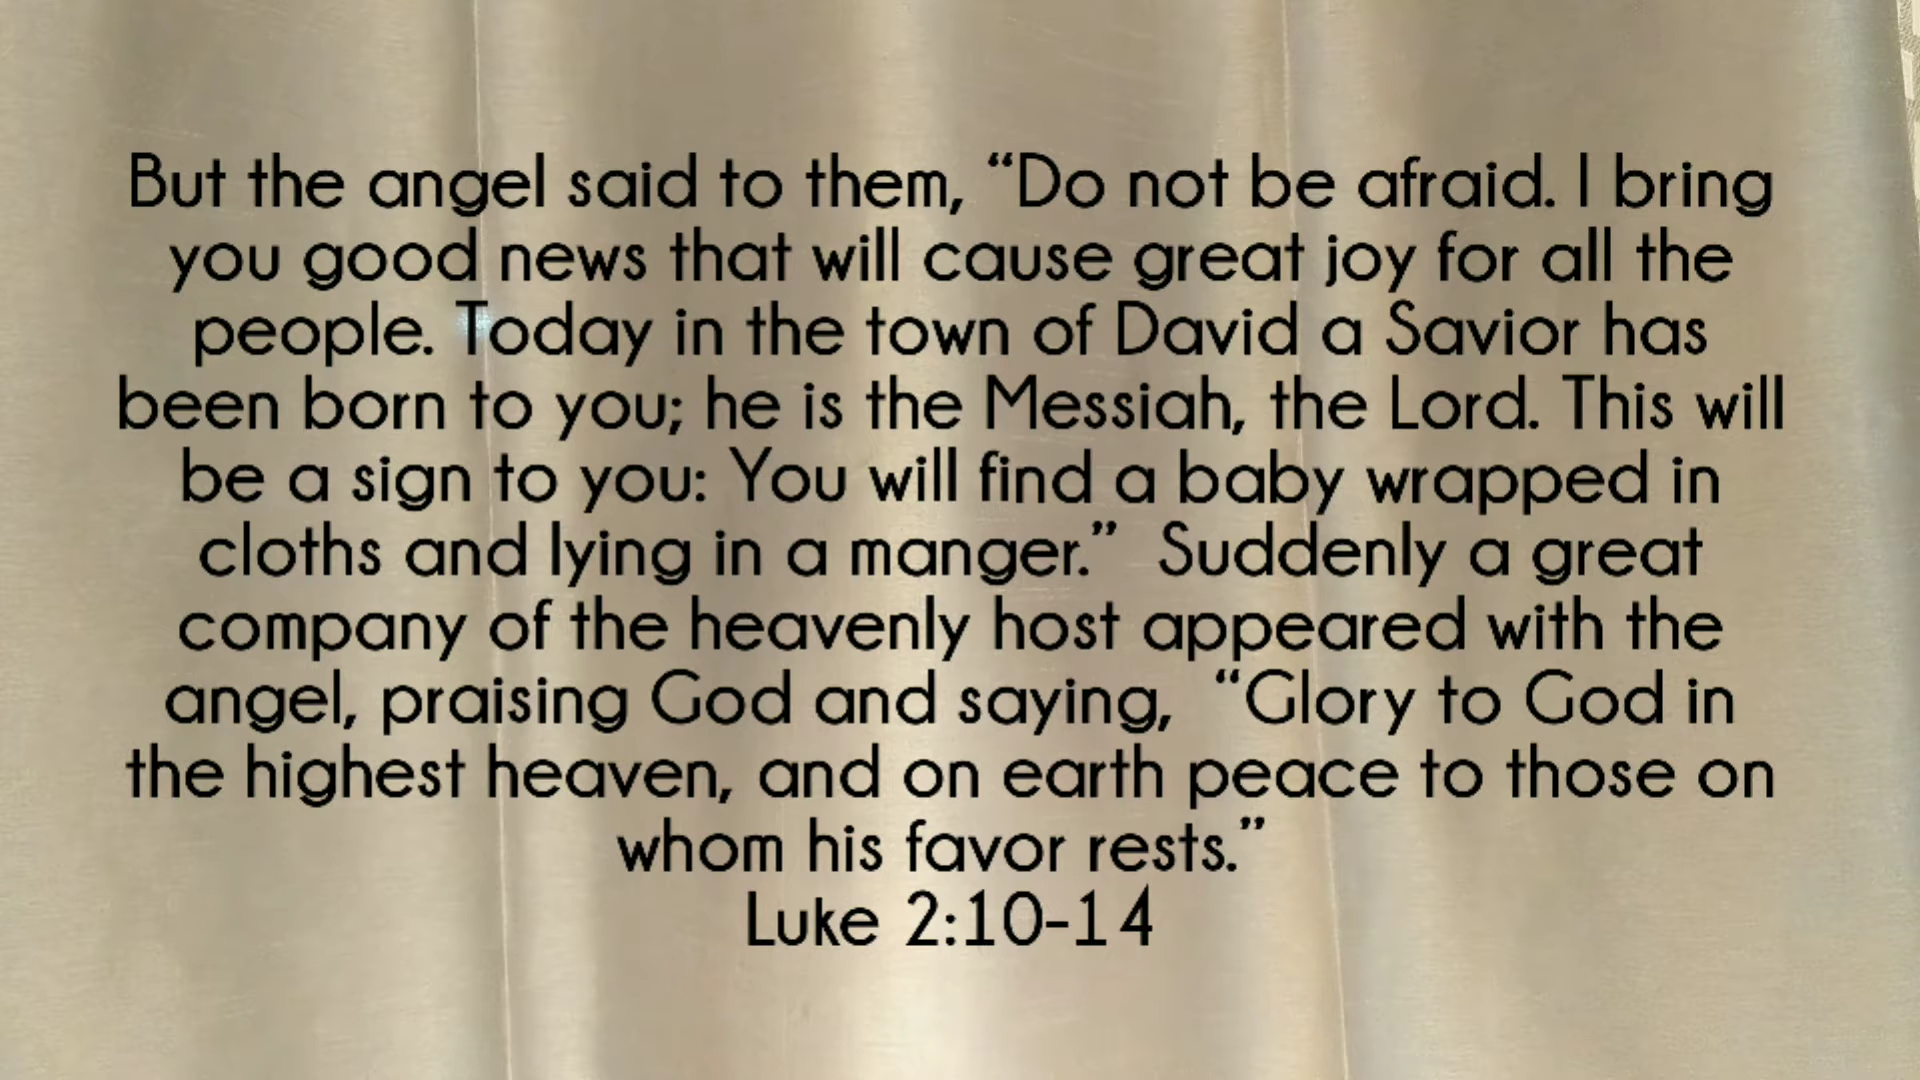 But the angel said to them, “Do not be afraid. I bring
you good news that will cause great joy for all the
people. Today in the town of David a Savior has
been born to you; he is the Messiah, the Lord. This will
be a sign to you: You will find a baby wrapped in
cloths and lying in a manger.”  Suddenly a great
company of the heavenly host appeared with the
angel, praising God and saying,  “Glory to God in
the highest heaven, and on earth peace to those on
whom his favor rests.”
Luke 2:10-14